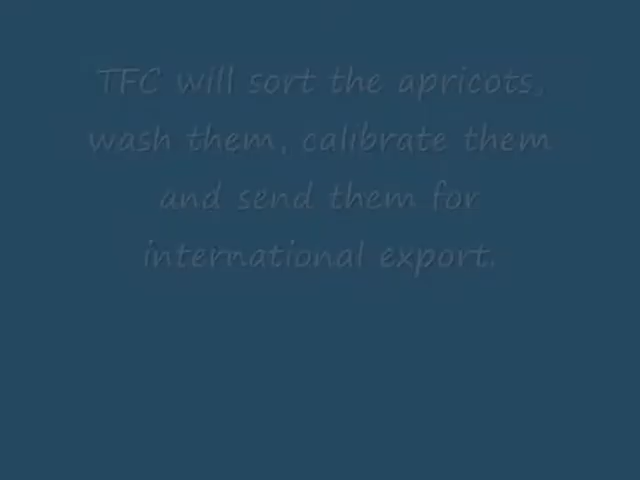 TFC will sort the apricots,
wash them, calibrate them
and send them for
international export.